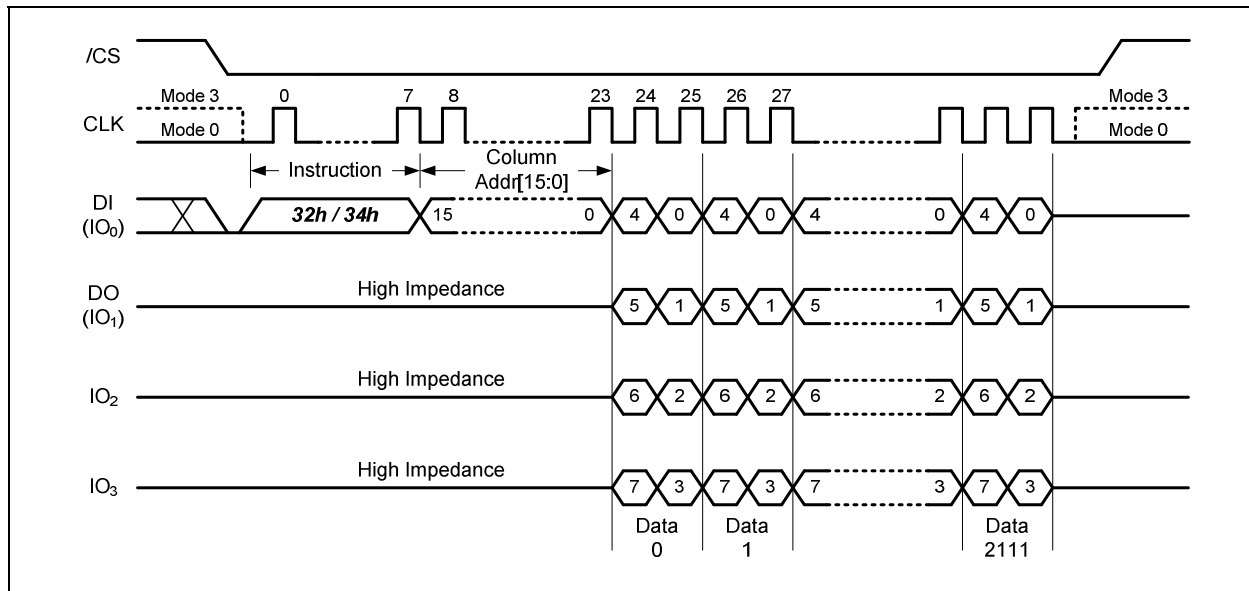 /CS
Mode 3 0 7 8 23 24 25 26 27 Mode 3
CLK
Mode 0 Mode 0
Instruction Column
Addr[15:0]
DI
(IO₀)
32h / 34h 15 0 4 0 4 0 4 0 4 0
High Impedance
DO
(IO₁)
5 1 5 1 5 1 5 1
High Impedance
IO₂ 6 2 6 2 6 2 6 2
High Impedance
IO₃ 7 3 7 3 7 3 7 3
Data
0
Data
1
Data
2111